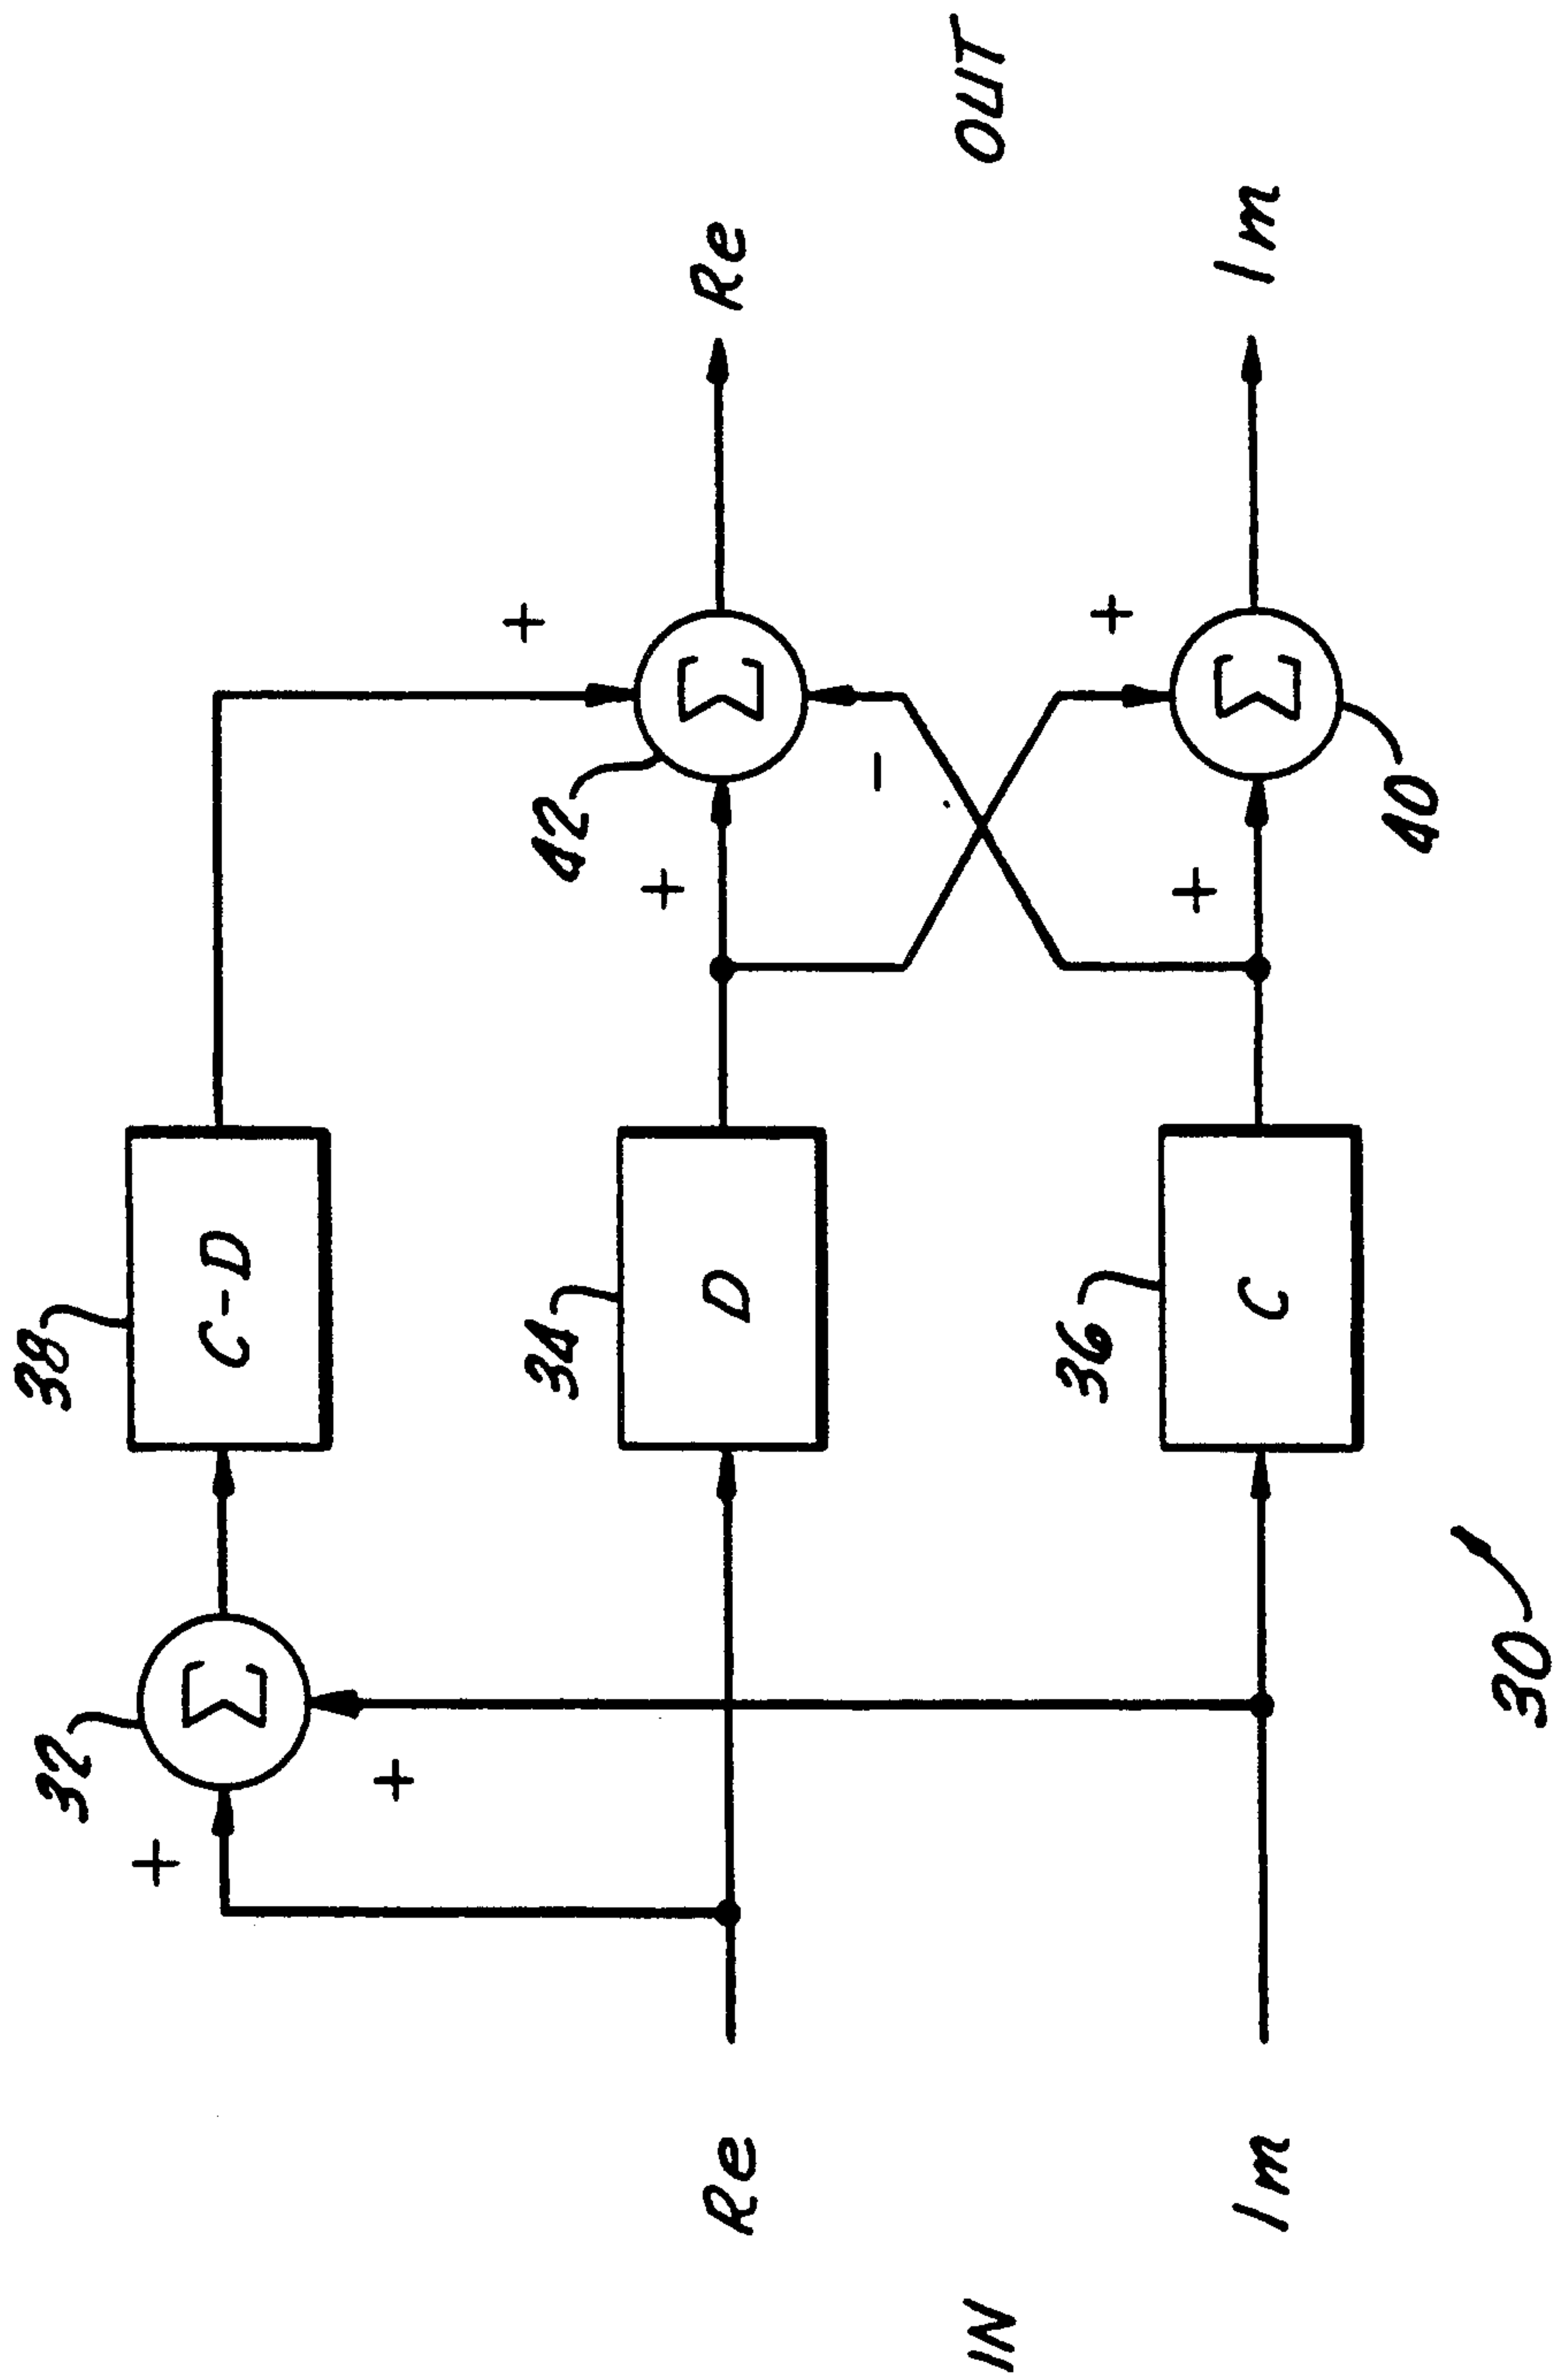 32
Σ
+
+
38
C-D
+
IN
Re
34
D
+
42
Σ
-
Re
OUT
Im
36
C
+
+
Σ
40
Im
30